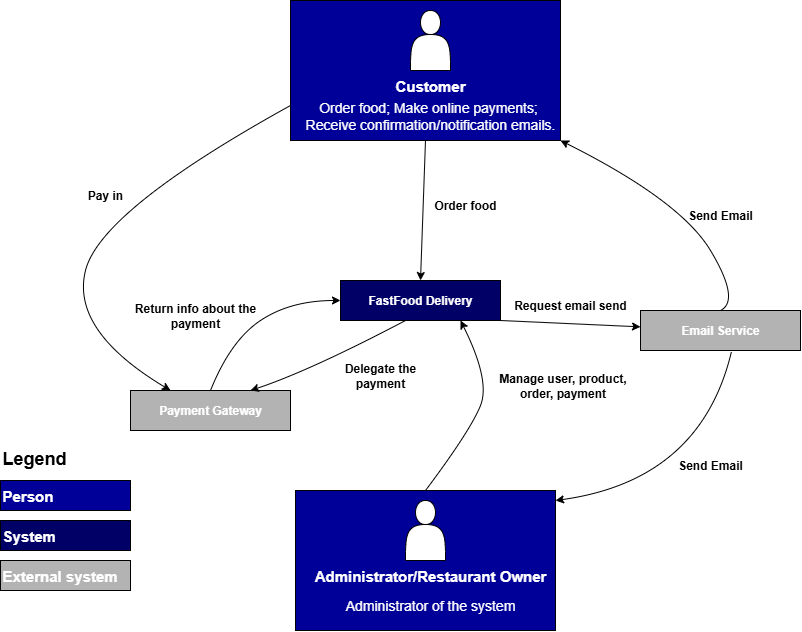 Customer
Order food; Make online payments;
Receive confirmation/notification emails.
Pay in
Order food
Send Email
Return info about the
payment
FastFood Delivery
Request email send
Email Service
Delegate the
payment
Manage user, product,
order, payment
Payment Gateway
Legend
Person
System
External system
Send Email
Administrator/Restaurant Owner
Administrator of the system